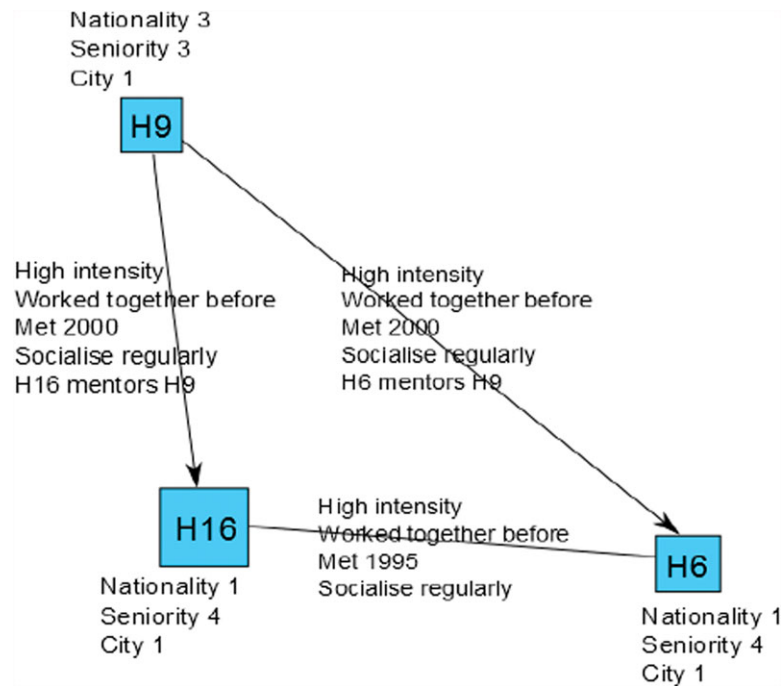 Nationality 3
Seniority 3
City 1
H9
High intensity
Worked together before
Met 2000
Socialise regularly
H16 mentors H9
High intensity
Worked together before
Met 2000
Socialise regularly
H6 mentors H9
H16
High intensity
Worked together before
Met 1995
Socialise regularly
H6
Nationality 1
Seniority 4
City 1
Nationality 1
Seniority 4
City 1